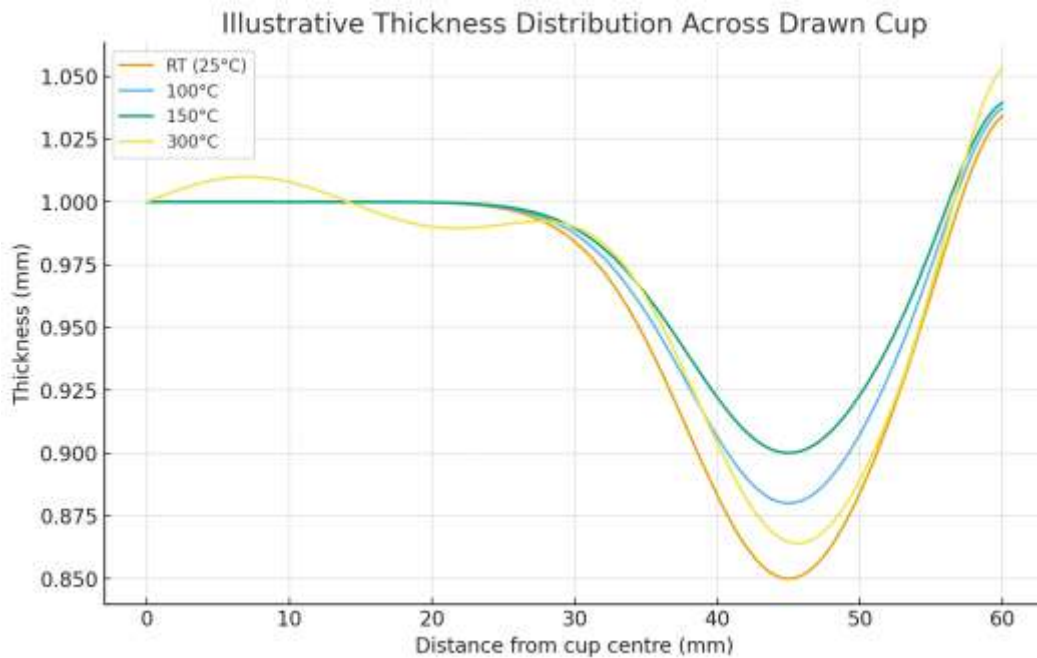 Illustrative Thickness Distribution Across Drawn Cup
RT (25°C)
100°C
150°C
300°C
Thickness (mm)
1.050
1.025
1.000
0.975
0.950
0.925
0.900
0.875
0.850
0
10
20
30
40
50
60
Distance from cup centre (mm)